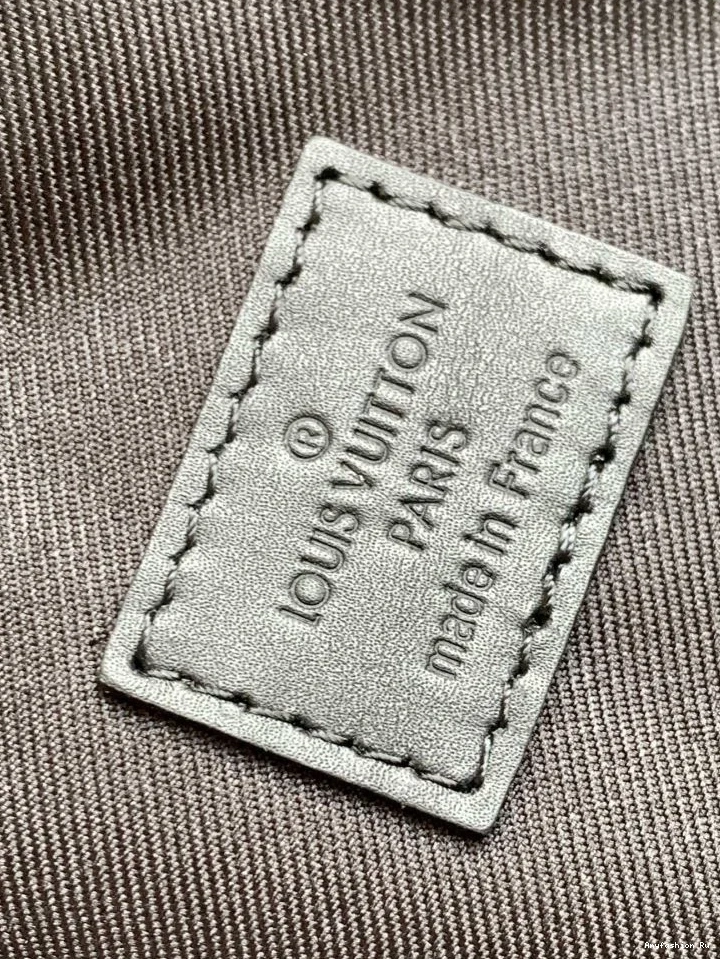 ®
LOUIS VUITTON
PARIS
made in France
Anyfashion.Ru